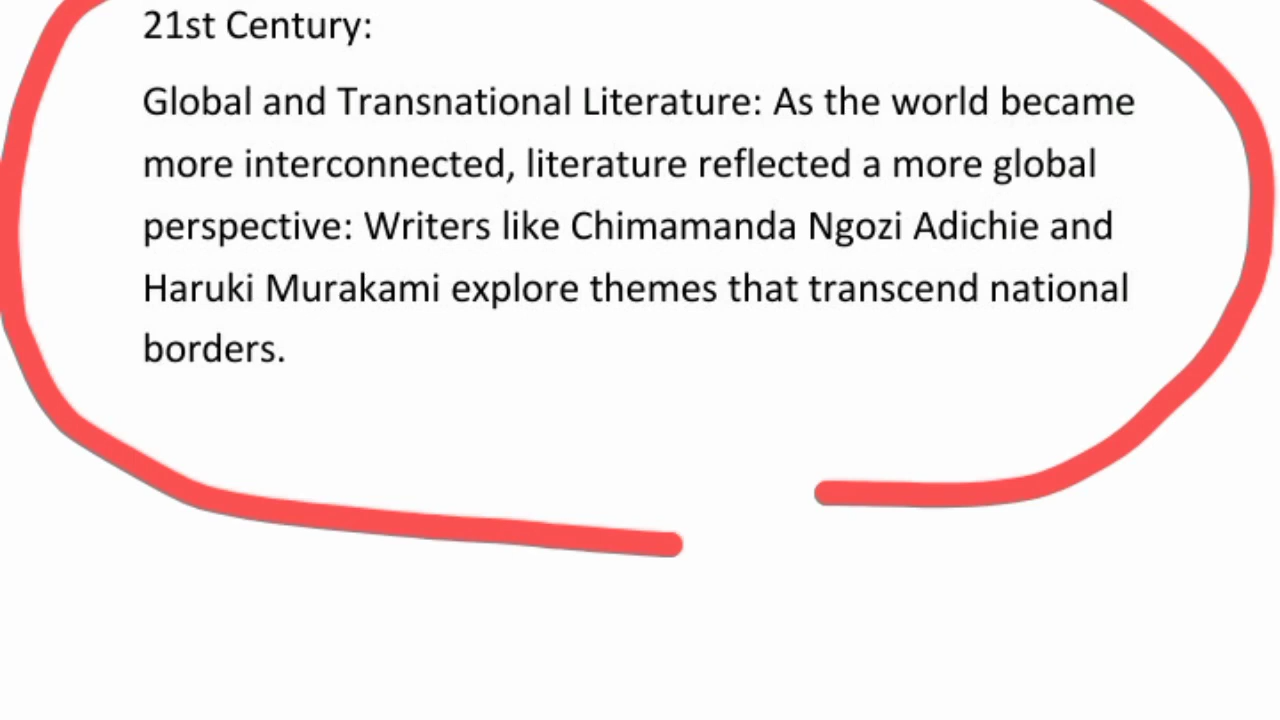 21st Century:
Global and Transnational Literature: As the world became
more interconnected, literature reflected a more global
perspective: Writers like Chimamanda Ngozi Adichie and
Haruki Murakami explore themes that transcend national
borders.